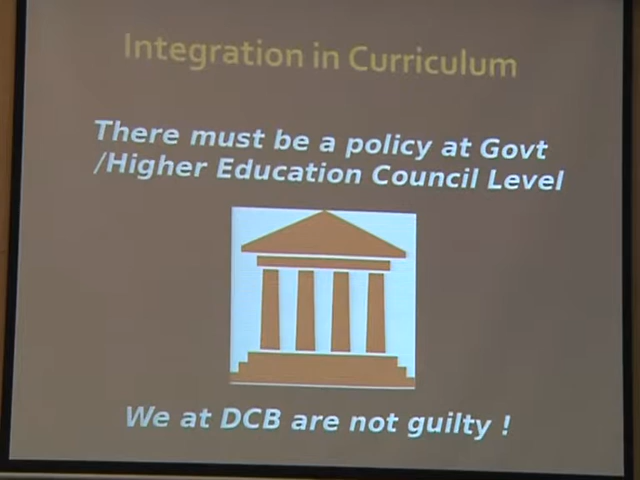 Integration in Curriculum
There must be a policy at Govt
/Higher Education Council Level
We at DCB are not guilty !